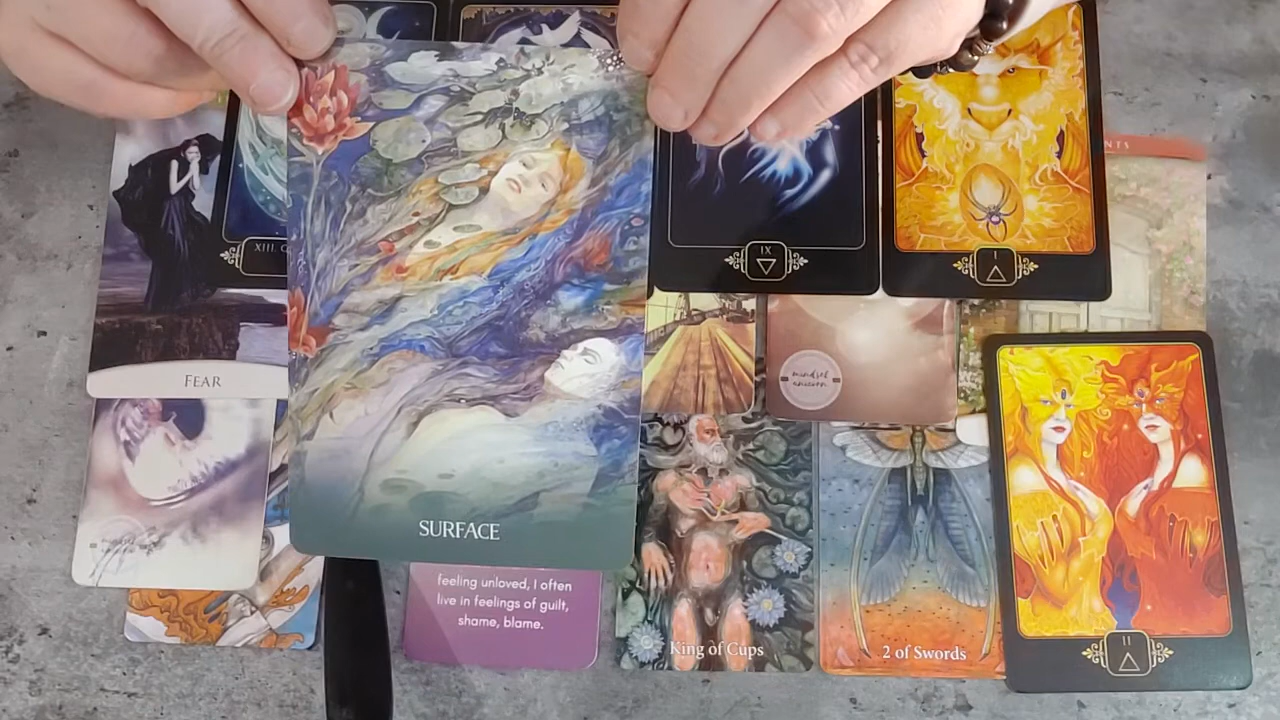 NTS
XIII. G
IX
I
FEAR
mindset
unicorn
SURFACE
feeling unloved, I often
live in feelings of guilt,
shame, blame.
King of Cups
2 of Swords
II